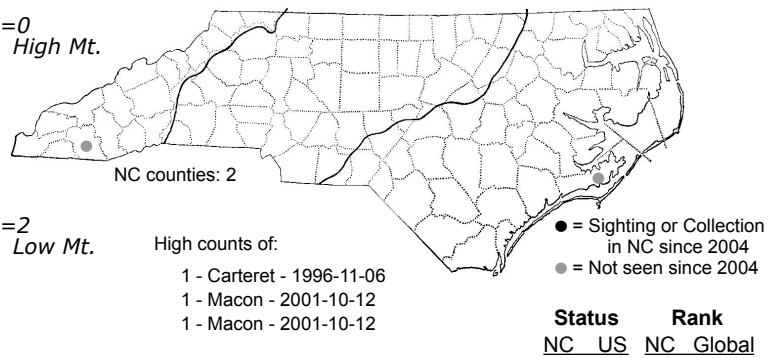 =0
High Mt.
NC counties: 2
=2
Low Mt.
High counts of:
1 - Carteret - 1996-11-06
1 - Macon - 2001-10-12
1 - Macon - 2001-10-12
● = Sighting or Collection
in NC since 2004
● = Not seen since 2004
Status Rank
NC US NC Global